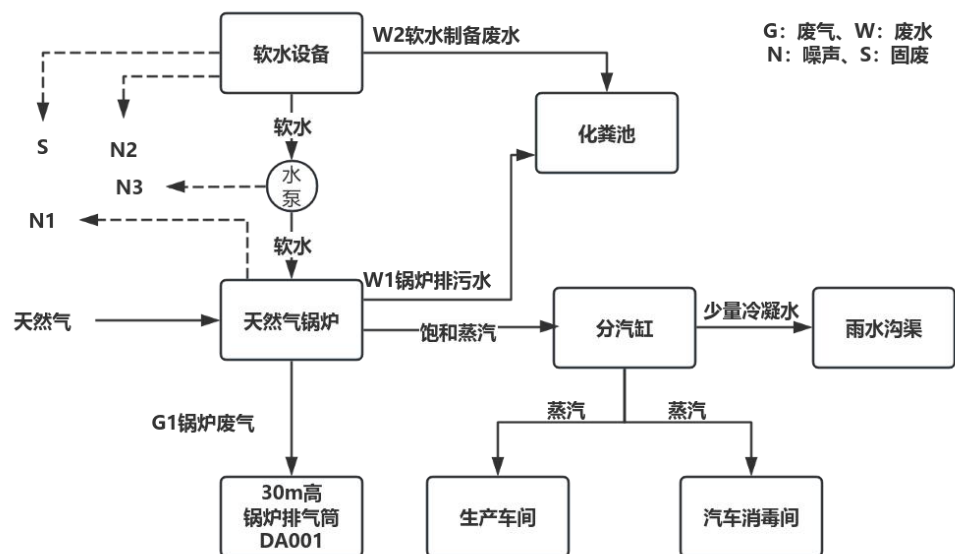 W2软水制备废水
G：废气、W：废水
N：噪声、S：固废
软水设备
化粪池
软水
S
N2
水
泵
N3
N1
软水
W1锅炉排污水
天然气
天然气锅炉
饱和蒸汽
分汽缸
少量冷凝水
雨水沟渠
G1锅炉废气
蒸汽
蒸汽
30m高
锅炉排气筒
DA001
生产车间
汽车消毒间